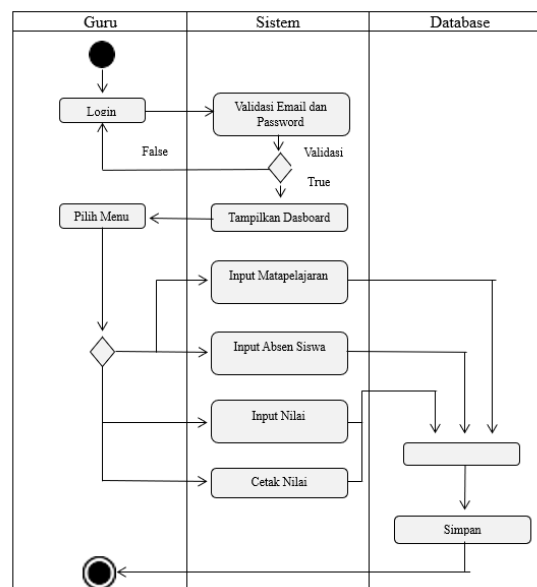 Guru
Sistem
Database
Login
Validasi Email dan
Password
False
Validasi
True
Pilih Menu
Tampilkan Dasboard
Input Matapelajaran
Input Absen Siswa
Input Nilai
Cetak Nilai
Simpan